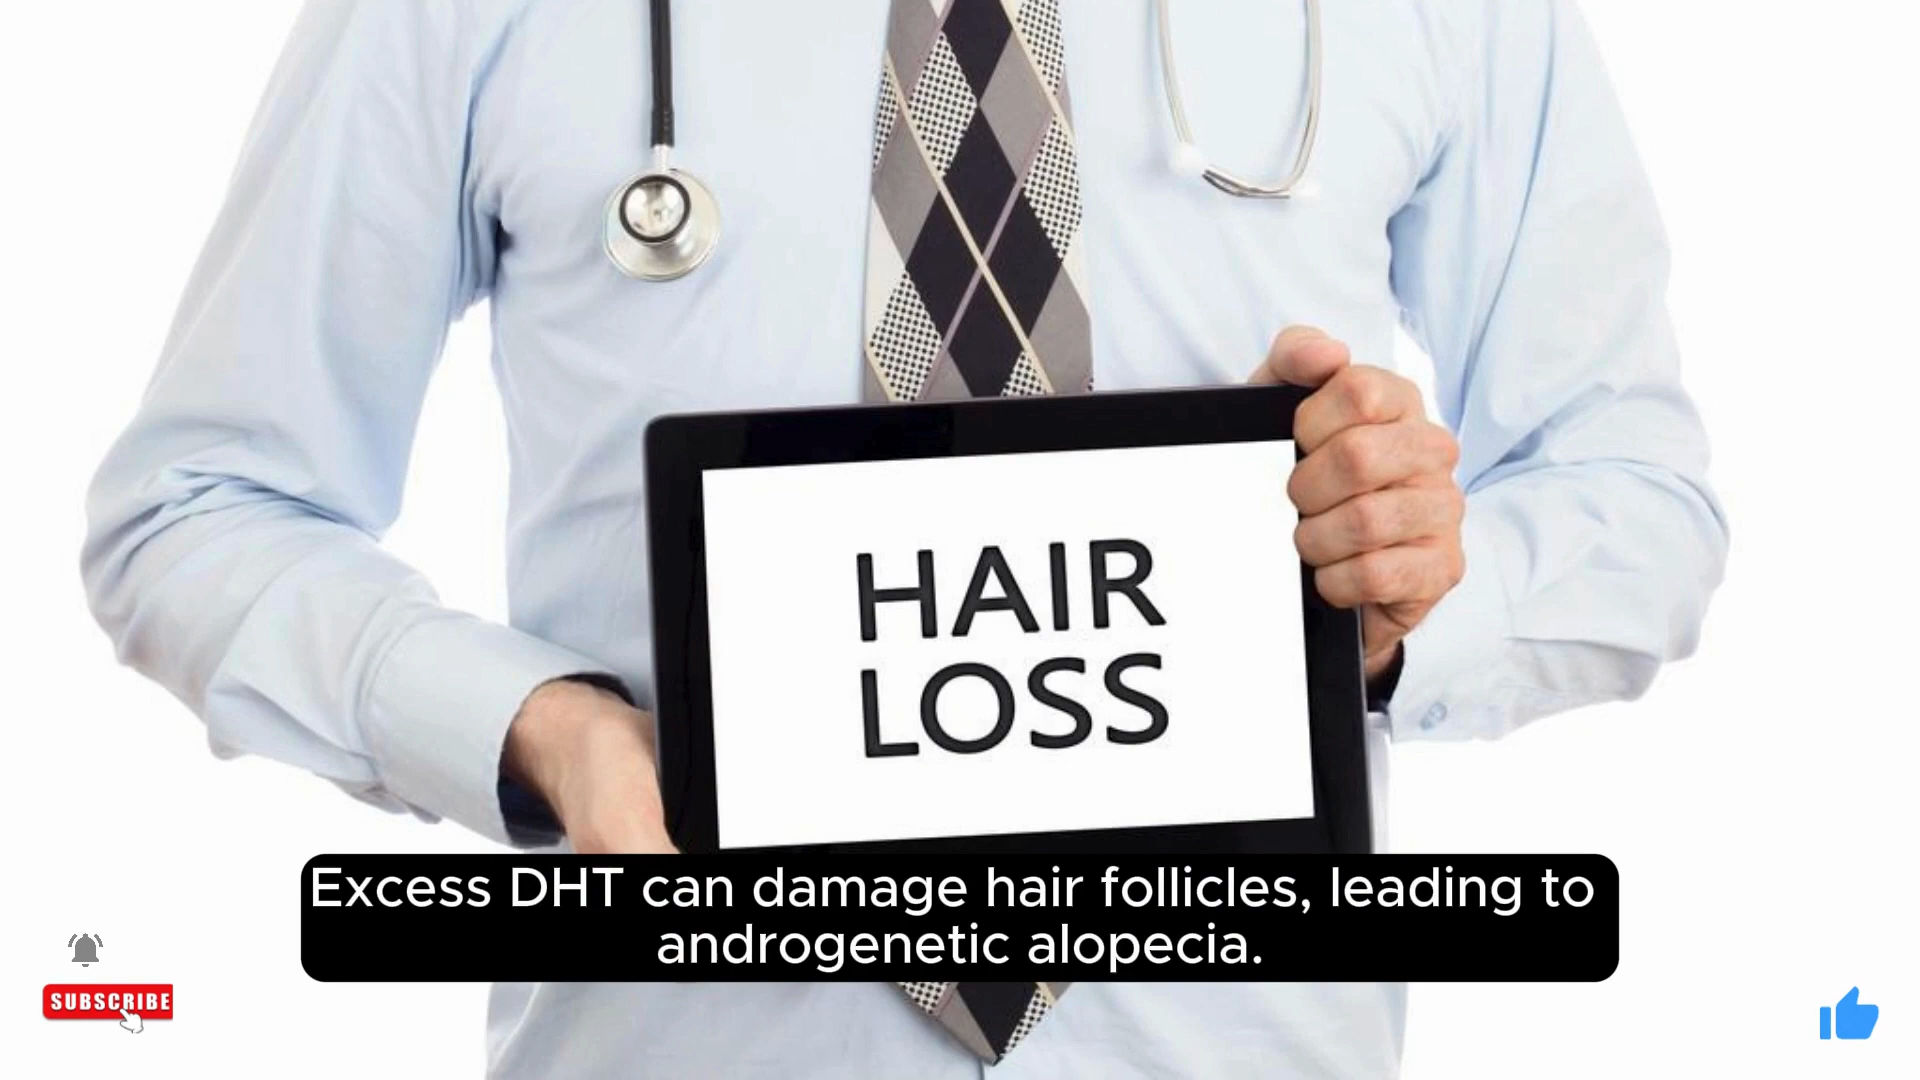 HAIR
LOSS
Excess DHT can damage hair follicles, leading to
androgenetic alopecia.
SUBSCRIBE